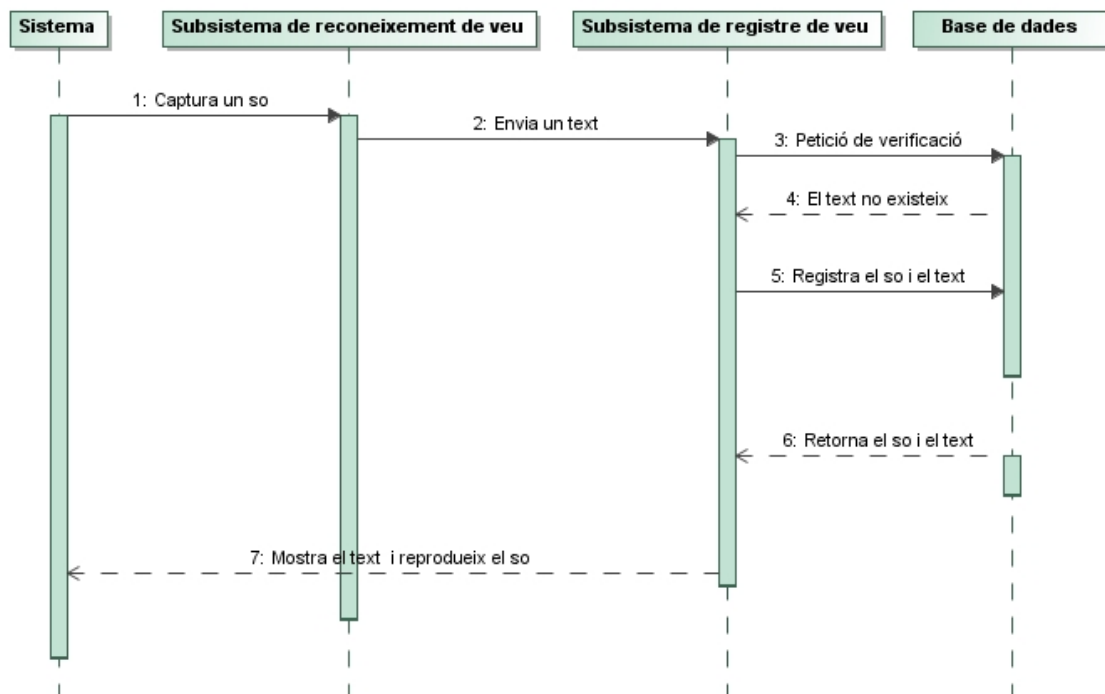 Sistema
Subsistema de reconeixement de veu
Subsistema de registre de veu
Base de dades
1: Captura un so
2: Envia un text
3: Petició de verificació
4: El text no existeix
5: Registra el so i el text
6: Retorna el so i el text
7: Mostra el text i reprodueix el so